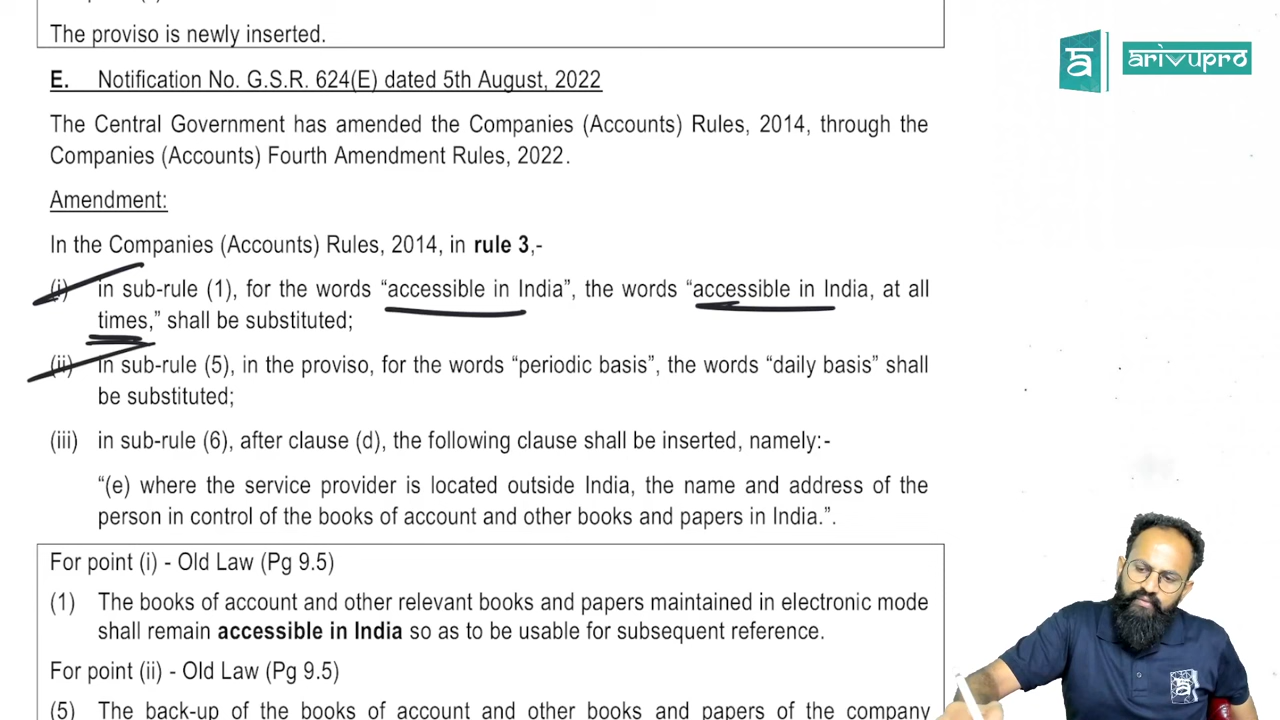 The proviso is newly inserted.
ā
arivupro
E. Notification No. G.S.R. 624(E) dated 5th August, 2022
The Central Government has amended the Companies (Accounts) Rules, 2014, through the
Companies (Accounts) Fourth Amendment Rules, 2022.
Amendment:
In the Companies (Accounts) Rules, 2014, in rule 3,-
(i) in sub-rule (1), for the words “accessible in India”, the words “accessible in India, at all
times,” shall be substituted;
(ii) in sub-rule (5), in the proviso, for the words “periodic basis”, the words “daily basis” shall
be substituted;
(iii) in sub-rule (6), after clause (d), the following clause shall be inserted, namely:-
“(e) where the service provider is located outside India, the name and address of the
person in control of the books of account and other books and papers in India.”.
For point (i) - Old Law (Pg 9.5)
(1) The books of account and other relevant books and papers maintained in electronic mode
shall remain accessible in India so as to be usable for subsequent reference.
For point (ii) - Old Law (Pg 9.5)
(5) The back-up of the books of account and other books and papers of the company